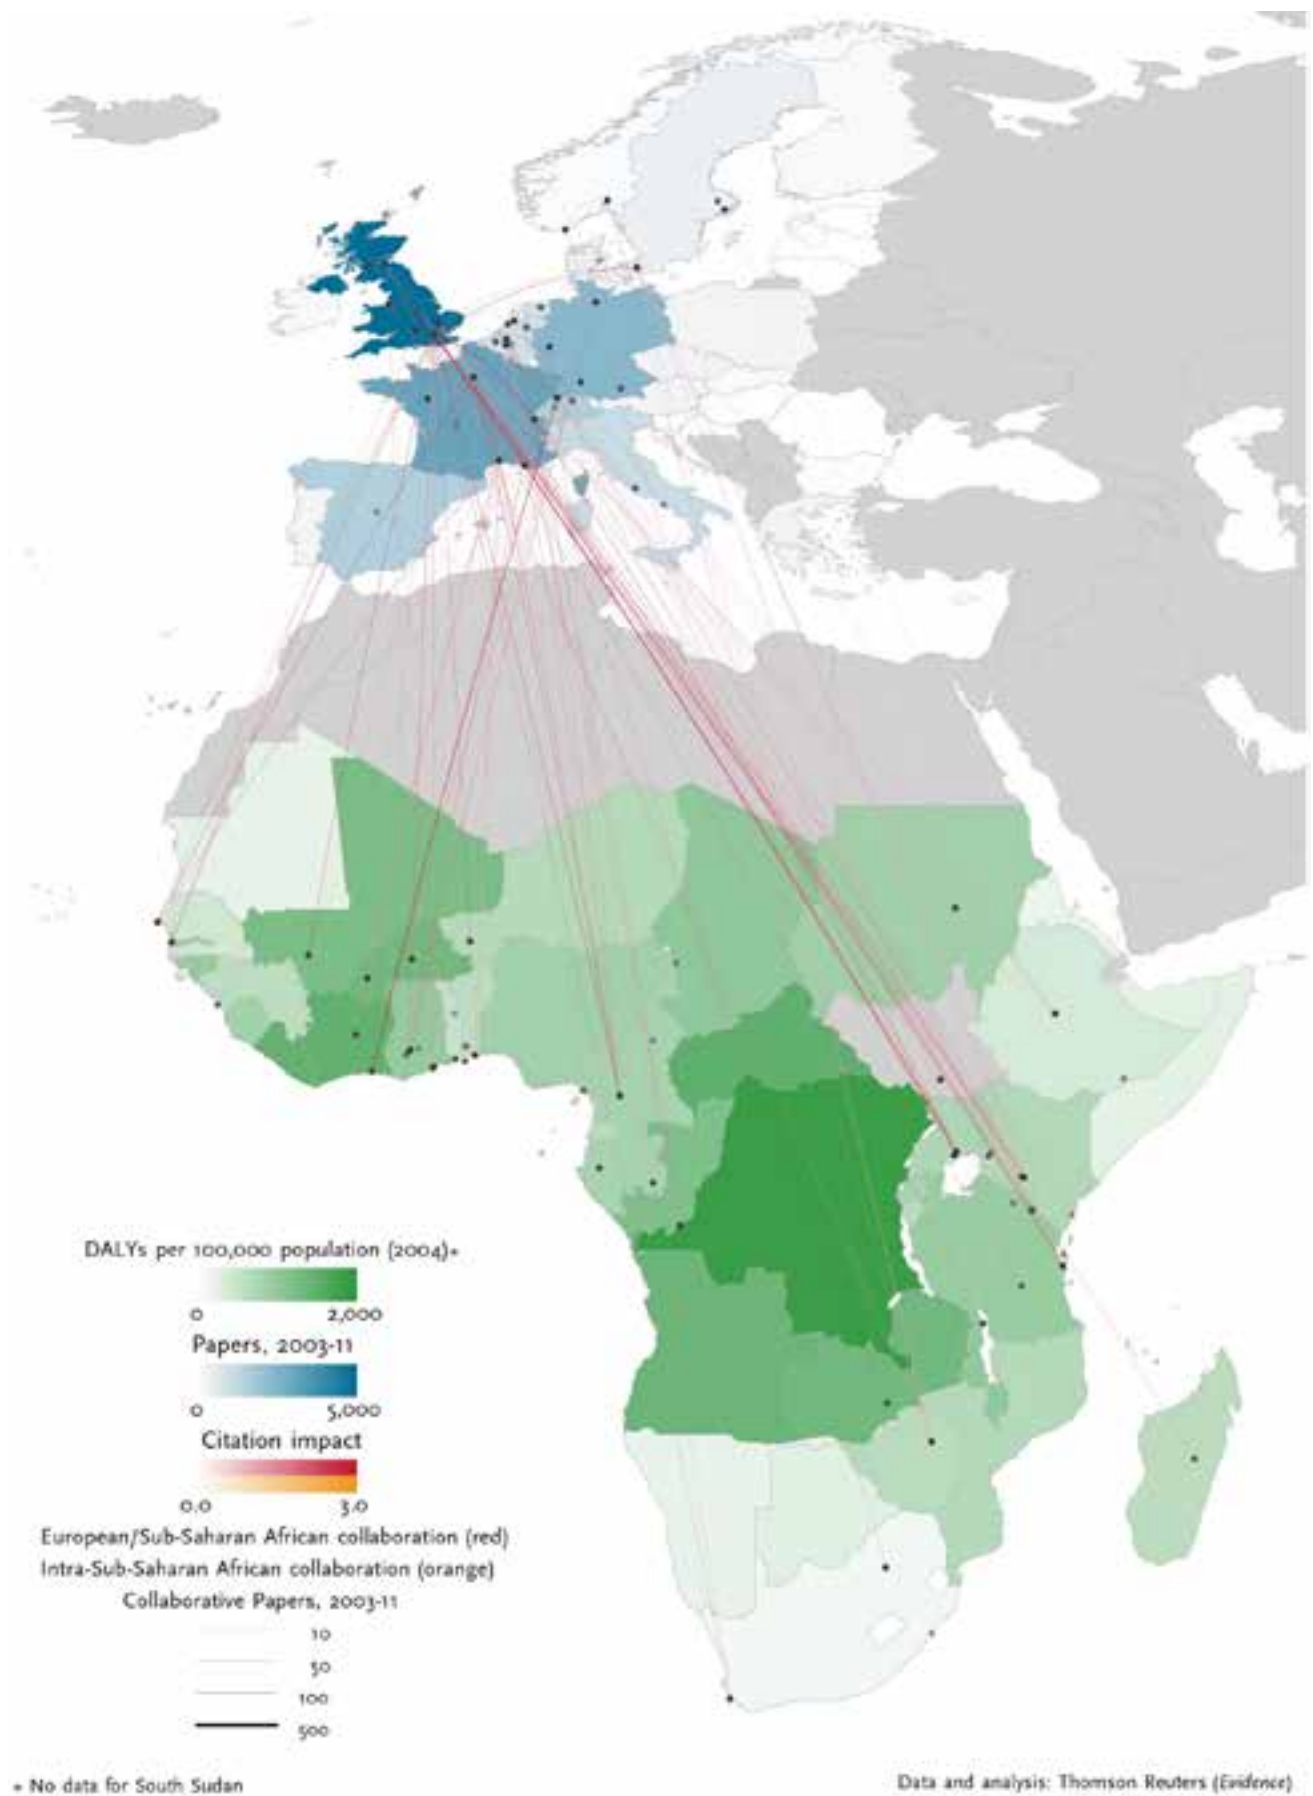 DALYs per 100,000 population (2004)*
0 2,000
Papers, 2003-11
0 5,000
Citation impact
0.0 3.0
European/Sub-Saharan African collaboration (red)
Intra-Sub-Saharan African collaboration (orange)
Collaborative Papers, 2003-11
10
50
100
500
* No data for South Sudan
Data and analysis: Thomson Reuters (Evidence)